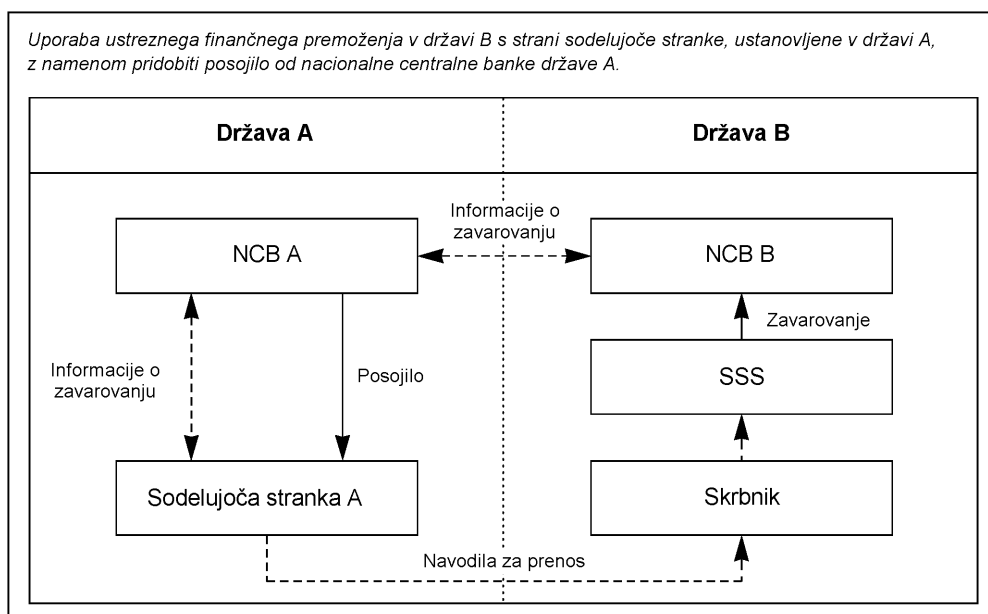 Uporaba ustreznega finančnega premoženja v državi B s strani sodelujoče stranke, ustanovljene v državi A,
z namenom pridobiti posojilo od nacionalne centralne banke države A.
Država A
Država B
Informacije o
zavarovanju
NCB A
NCB B
Zavarovanje
Informacije o
zavarovanju
Posojilo
SSS
Sodelujoča stranka A
Skrbnik
Navodila za prenos